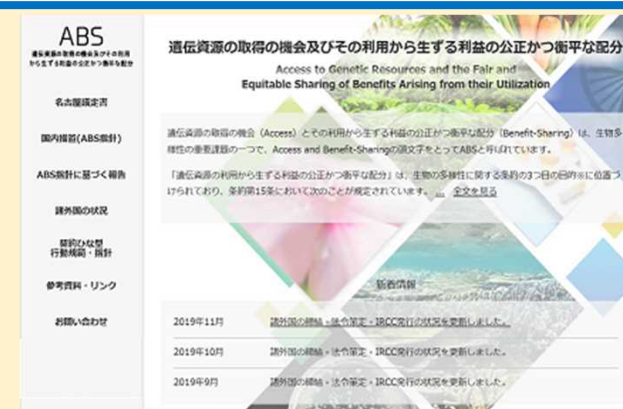 ABS
遺伝資源の取得の機会及びその利用
から生ずる利益の公正かつ衡平な配分
名古屋議定書
国内措置(ABS指針)
ABS指針に基づく報告
諸外国の状況
契約ひな型
行動規範・指針
参考資料・リンク
お問い合わせ
遺伝資源の取得の機会及びその利用から生ずる利益の公正かつ衡平な配分
Access to Genetic Resources and the Fair and
Equitable Sharing of Benefits Arising from their Utilization
遺伝資源の取得の機会（Access）とその利用から生ずる利益の公正かつ衡平な配分（Benefit-Sharing）は、生物多
様性の重要課題の一つで、Access and Benefit-Sharingの頭文字をとってABSと呼ばれています。
「遺伝資源の利用から生ずる利益の公正かつ衡平な配分」は、生物の多様性に関する条約の3つ目の目的※に位置づ
けられており、条約第15条において次のことが規定されています。 ... 全文を見る
新着情報
2019年11月 諸外国の締結・法令策定・IRCC発行の状況を更新しました。
2019年10月 諸外国の締結・法令策定・IRCC発行の状況を更新しました。
2019年9月 諸外国の締結・法令策定・IRCC発行の状況を更新しました。